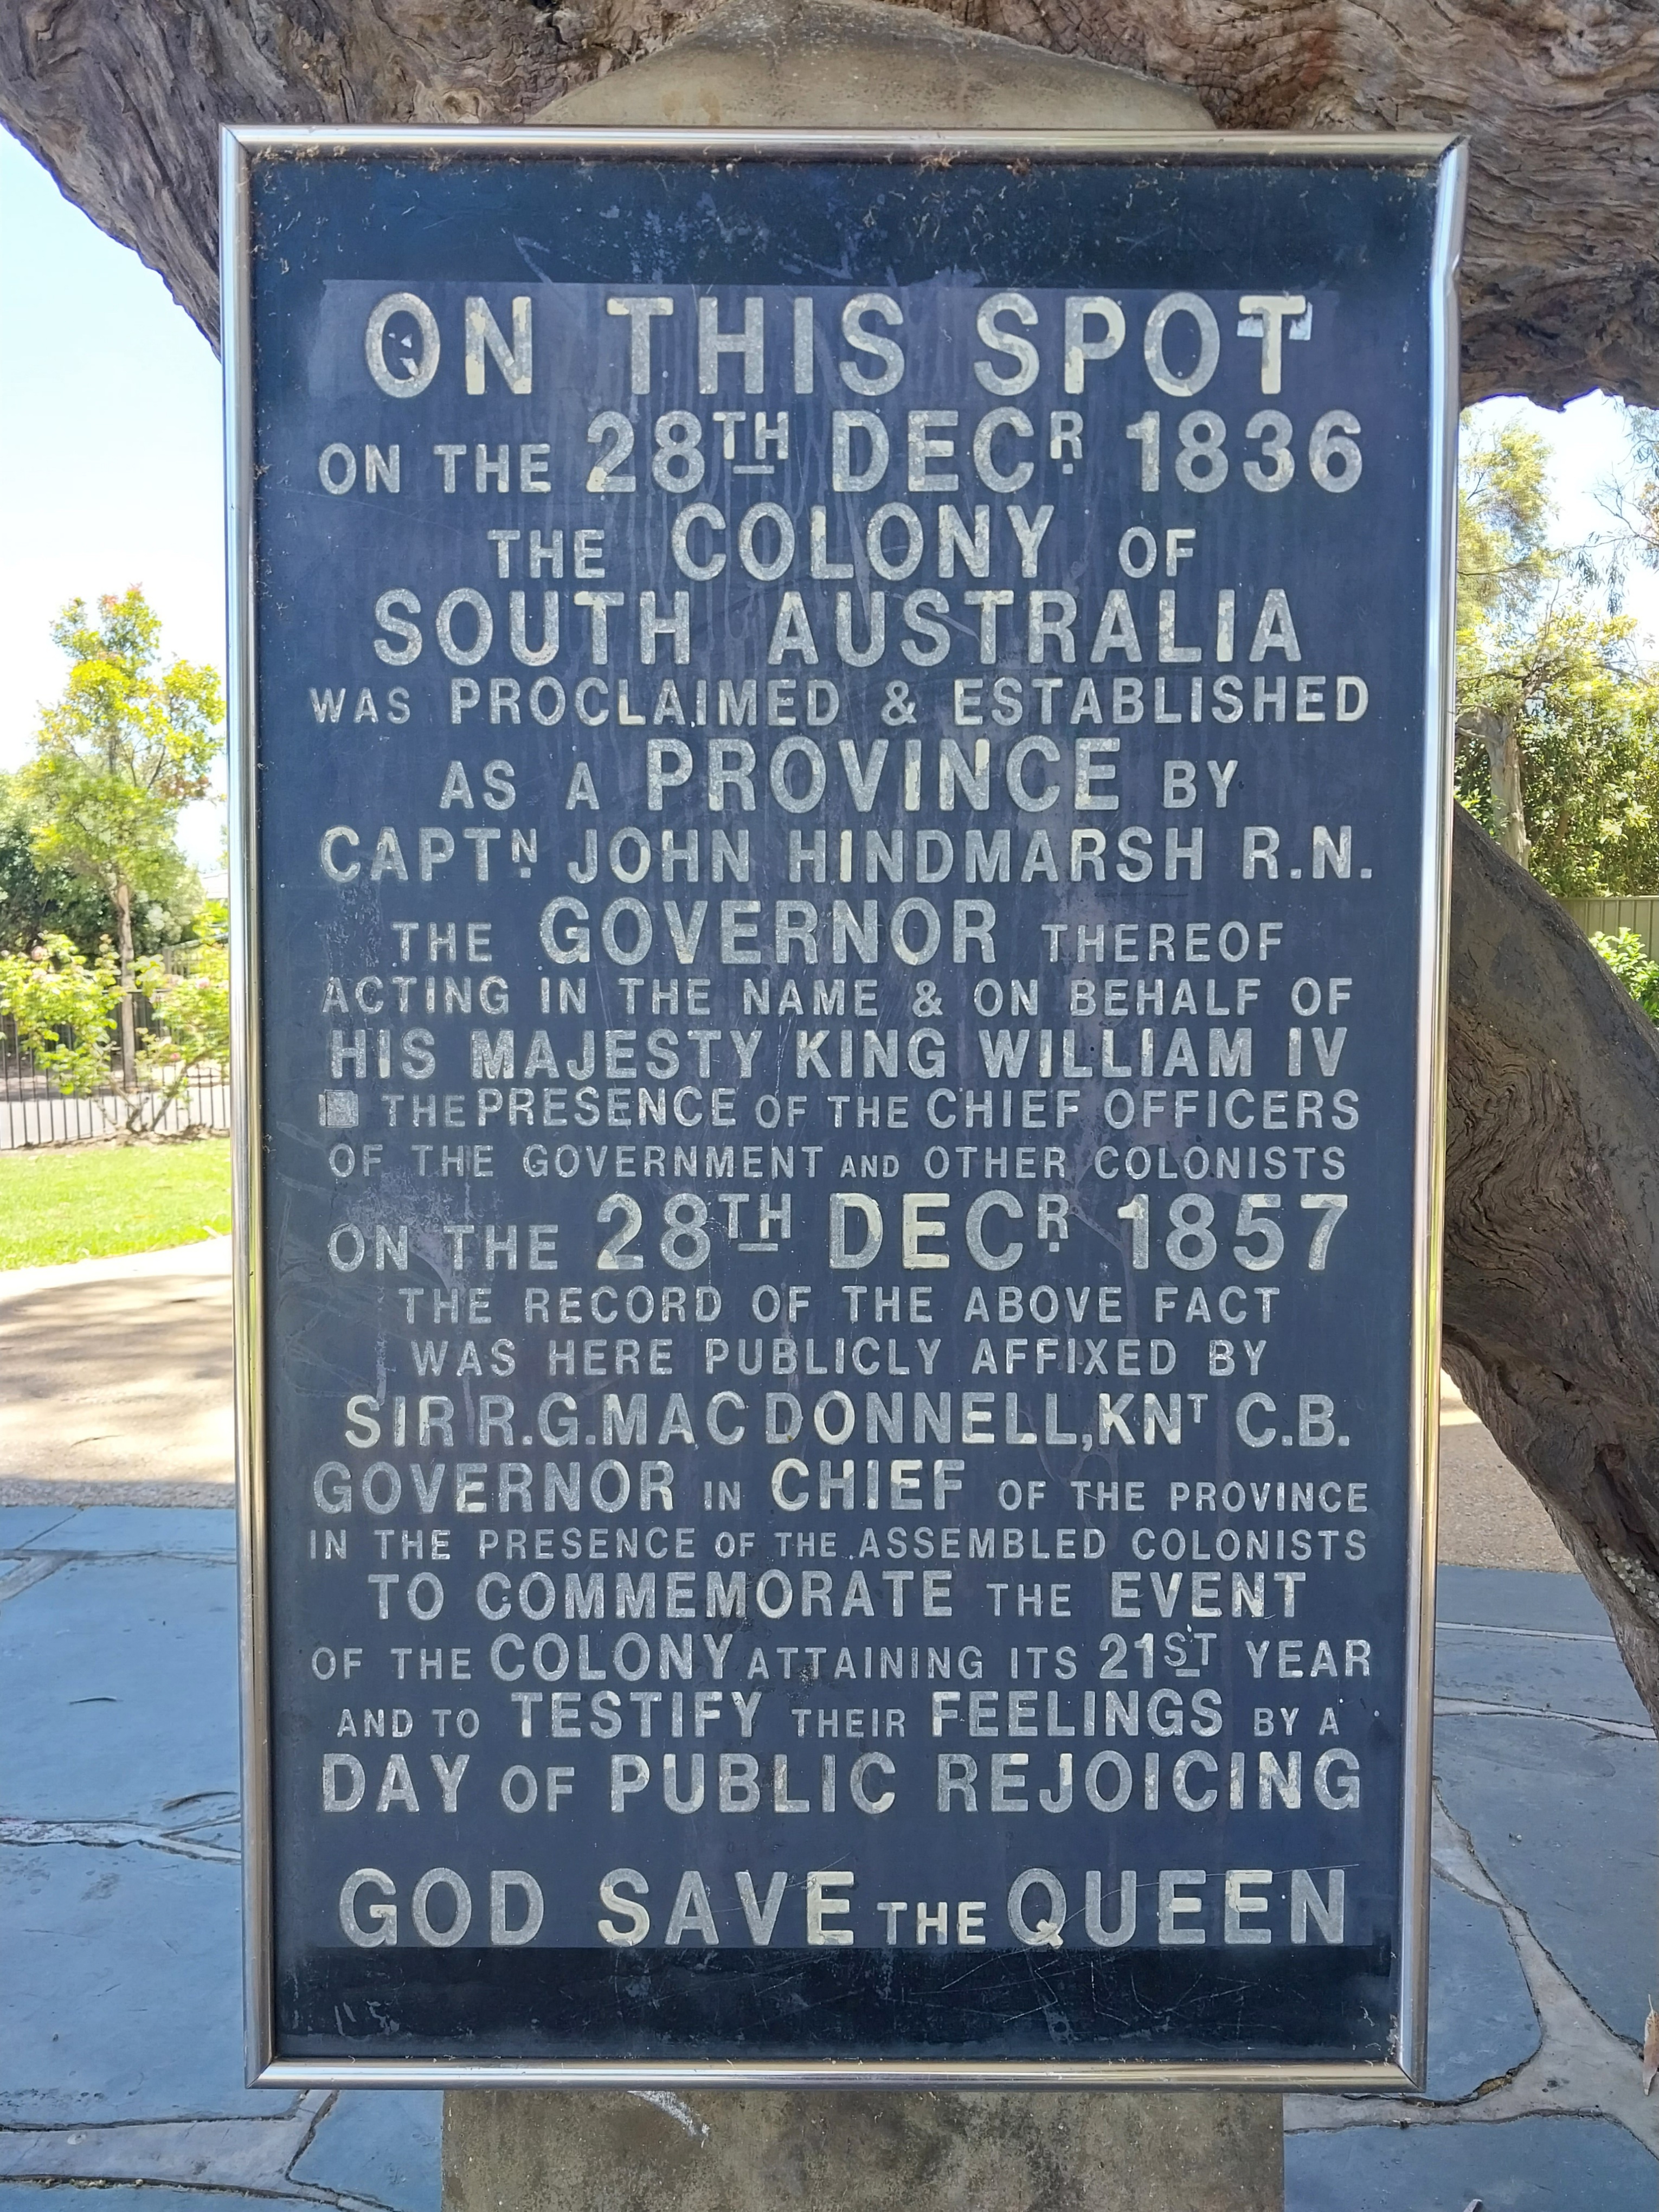 ON THIS SPOT
ON THE 28TH DECR 1836
THE COLONY OF
SOUTH AUSTRALIA
WAS PROCLAIMED & ESTABLISHED
AS A PROVINCE BY
CAPTN JOHN HINDMARSH R.N.
THE GOVERNOR THEREOF
ACTING IN THE NAME & ON BEHALF OF
HIS MAJESTY KING WILLIAM IV
THE PRESENCE OF THE CHIEF OFFICERS
OF THE GOVERNMENT AND OTHER COLONISTS
ON THE 28TH DECR 1857
THE RECORD OF THE ABOVE FACT
WAS HERE PUBLICLY AFFIXED BY
SIR R.G.MAC DONNELL,KNT C.B.
GOVERNOR IN CHIEF OF THE PROVINCE
IN THE PRESENCE OF THE ASSEMBLED COLONISTS
TO COMMEMORATE THE EVENT
OF THE COLONY ATTAINING ITS 21ST YEAR
AND TO TESTIFY THEIR FEELINGS BY A
DAY OF PUBLIC REJOICING
GOD SAVE THE QUEEN